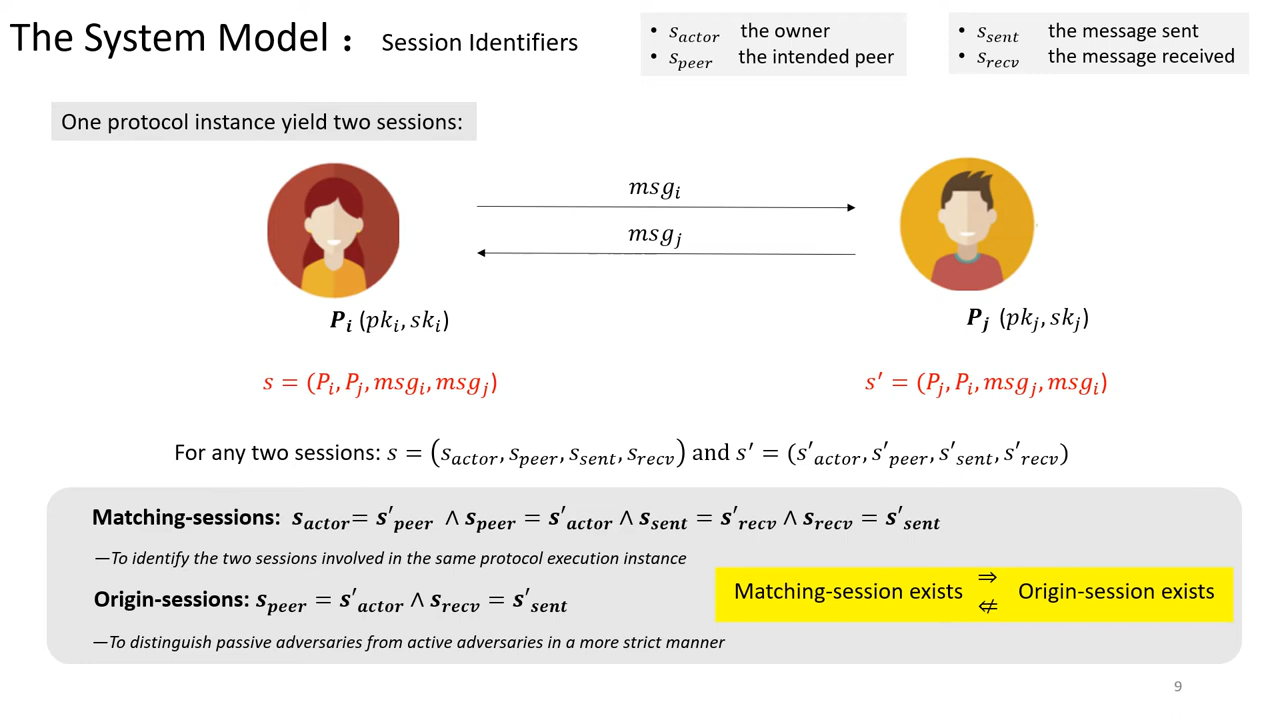 The System Model： Session Identifiers
• s_actor the owner
• s_peer the intended peer
• s_sent the message sent
• s_recv the message received
One protocol instance yield two sessions:
msg_i
msg_j
P_i (pk_i, sk_i)
P_j (pk_j, sk_j)
s = (P_i, P_j, msg_i, msg_j)
s′ = (P_j, P_i, msg_j, msg_i)
For any two sessions: s = (s_actor, s_peer, s_sent, s_recv) and s′ = (s′_actor, s′_peer, s′_sent, s′_recv)
Matching-sessions: s_actor= s′_peer ∧ s_peer = s′_actor ∧ s_sent = s′_recv ∧ s_recv = s′_sent
—To identify the two sessions involved in the same protocol execution instance
Origin-sessions: s_peer = s′_actor ∧ s_recv = s′_sent
Matching-session exists ⇒ ⇍ Origin-session exists
—To distinguish passive adversaries from active adversaries in a more strict manner
9